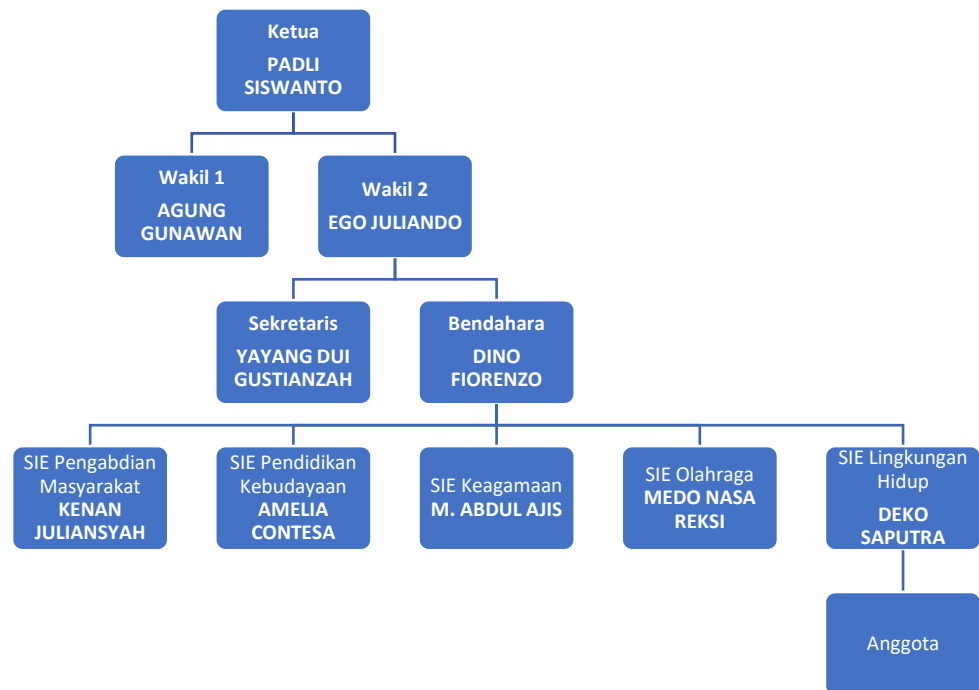 Ketua
PADLI
SISWANTO
Wakil 1
AGUNG
GUNAWAN
Wakil 2
EGO JULIANDO
Sekretaris
YAYANG DUI
GUSTIANZAH
Bendahara
DINO
FIORENZO
SIE Pengabdian
Masyarakat
KENAN
JULIANSYAH
SIE Pendidikan
Kebudayaan
AMELIA
CONTESA
SIE Keagamaan
M. ABDUL AJIS
SIE Olahraga
MEDO NASA
REKSI
SIE Lingkungan
Hidup
DEKO
SAPUTRA
Anggota